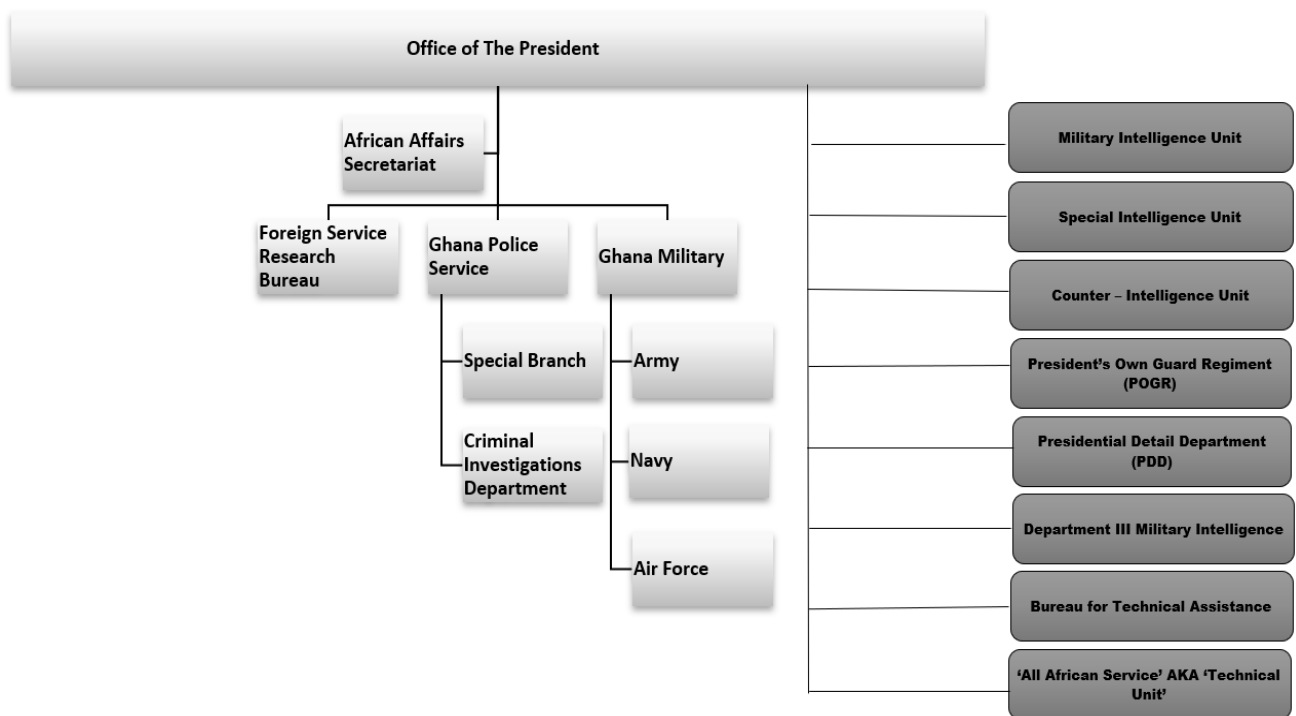 Office of The President
African Affairs
Secretariat
Foreign Service
Research
Bureau
Ghana Police
Service
Ghana Military
Special Branch
Criminal
Investigations
Department
Army
Navy
Air Force
Military Intelligence Unit
Special Intelligence Unit
Counter – Intelligence Unit
President’s Own Guard Regiment
(POGR)
Presidential Detail Department
(PDD)
Department III Military Intelligence
Bureau for Technical Assistance
‘All African Service’ AKA ‘Technical
Unit’